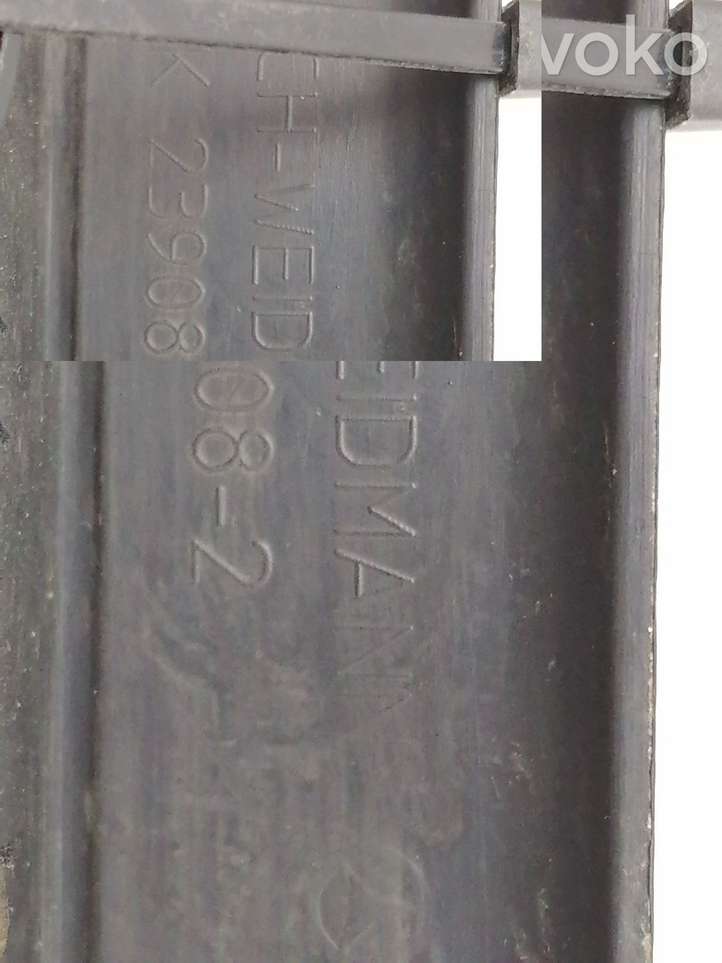 voko
CH-WEID
K 23908
EIDMAN
08-2